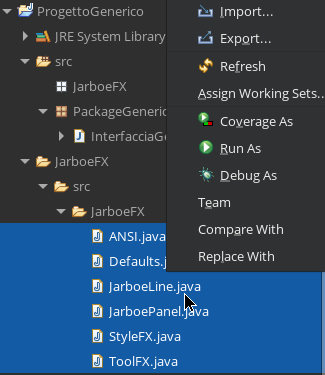 ProgettoGenerico
JRE System Library
src
JarboeFX
PackageGeneric
InterfacciaGe
JarboeFX
src
JarboeFX
ANSI.java
Defaults.j
JarboeLine.java
JarboePanel.java
StyleFX.java
ToolFX.java
Import...
Export...
Refresh
Assign Working Sets..
Coverage As
Run As
Debug As
Team
Compare With
Replace With